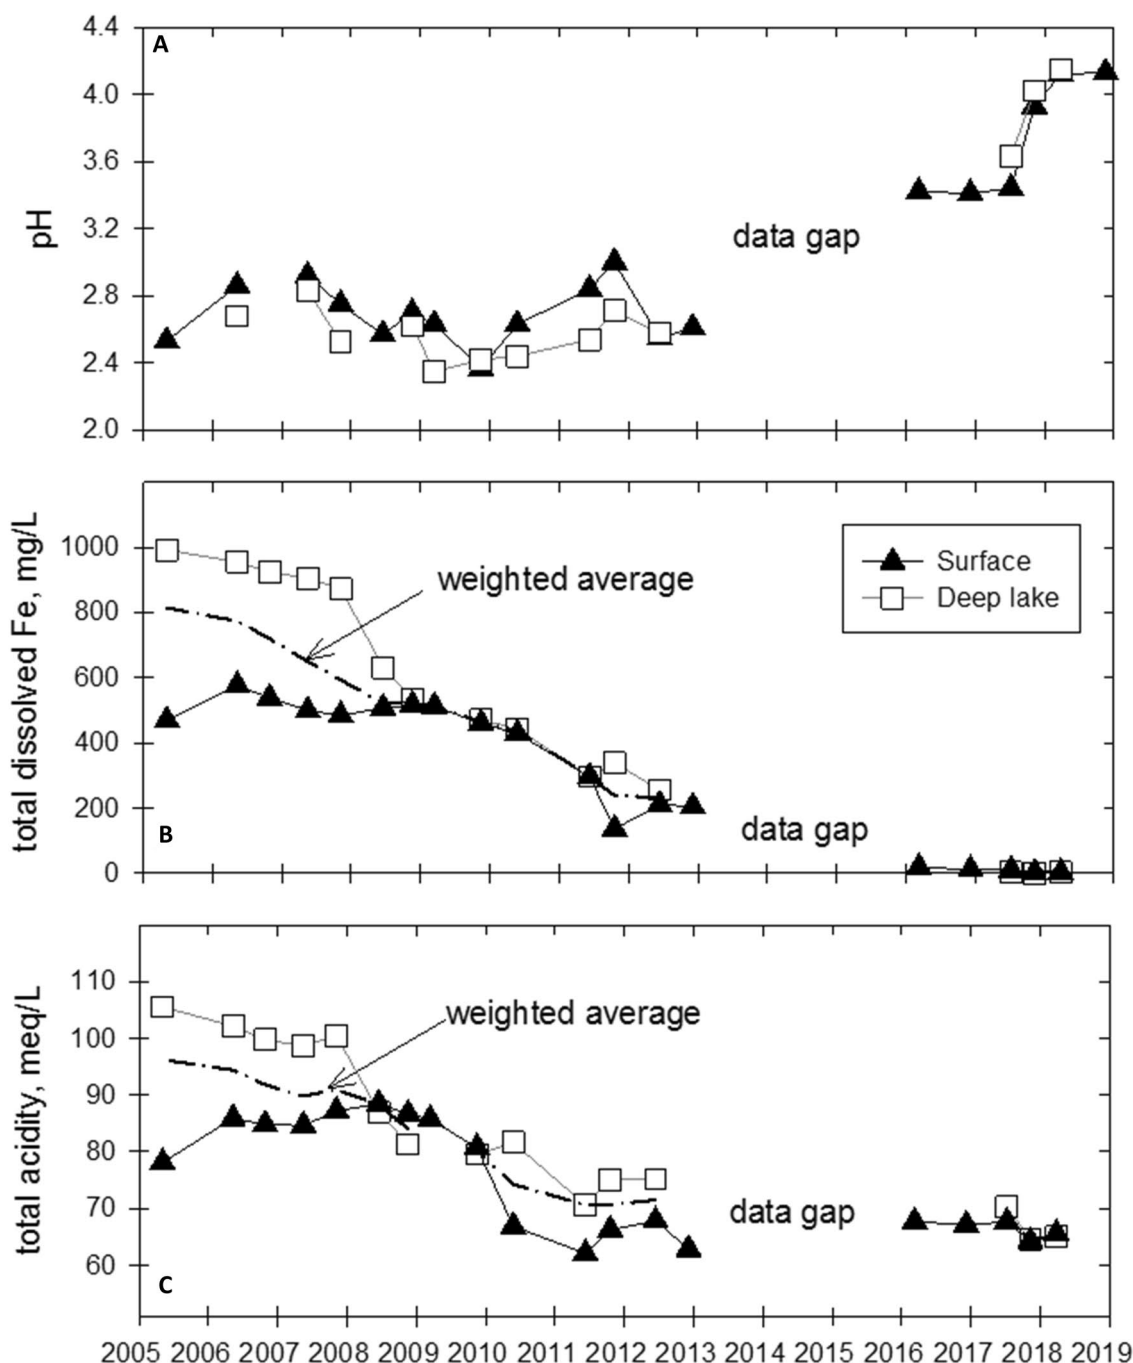 A
4.4
4.0
3.6
3.2
2.8
2.4
2.0
pH
data gap
total dissolved Fe, mg/L
1000
800
600
400
200
0
weighted average
Surface
Deep lake
B
data gap
total acidity, meq/L
110
100
90
80
70
60
weighted average
data gap
C
2005 2006 2007 2008 2009 2010 2011 2012 2013 2014 2015 2016 2017 2018 2019